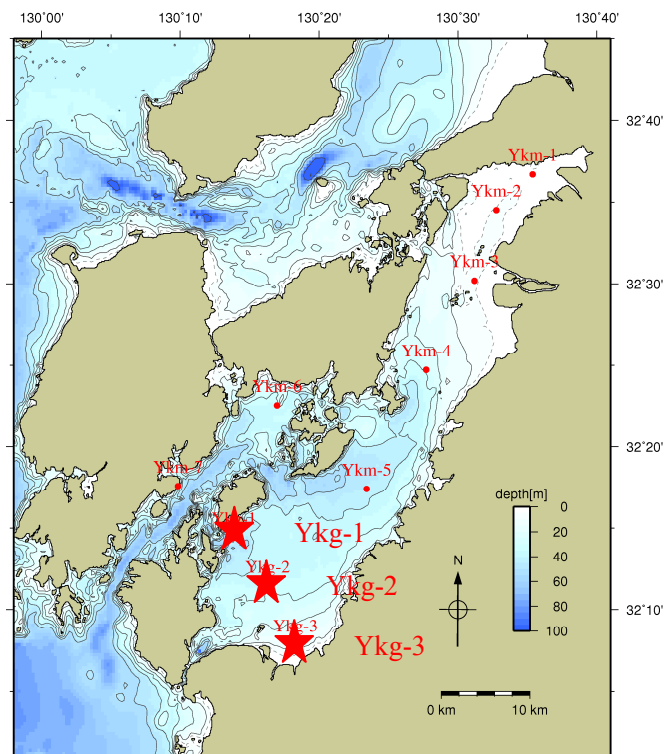 130°00' 130°10' 130°20' 130°30' 130°40'
32°40'
Ykm-1
Ykm-2
Ykm-3
32°30'
Ykm-4
Ykm-6
32°20'
Ykm-7
Ykm-5
depth[m]
0
20
40
60
80
100
Ykg-1
Ykg-1
Ykg-2
Ykg-2
N
32°10'
Ykg-3
Ykg-3
0 km 10 km